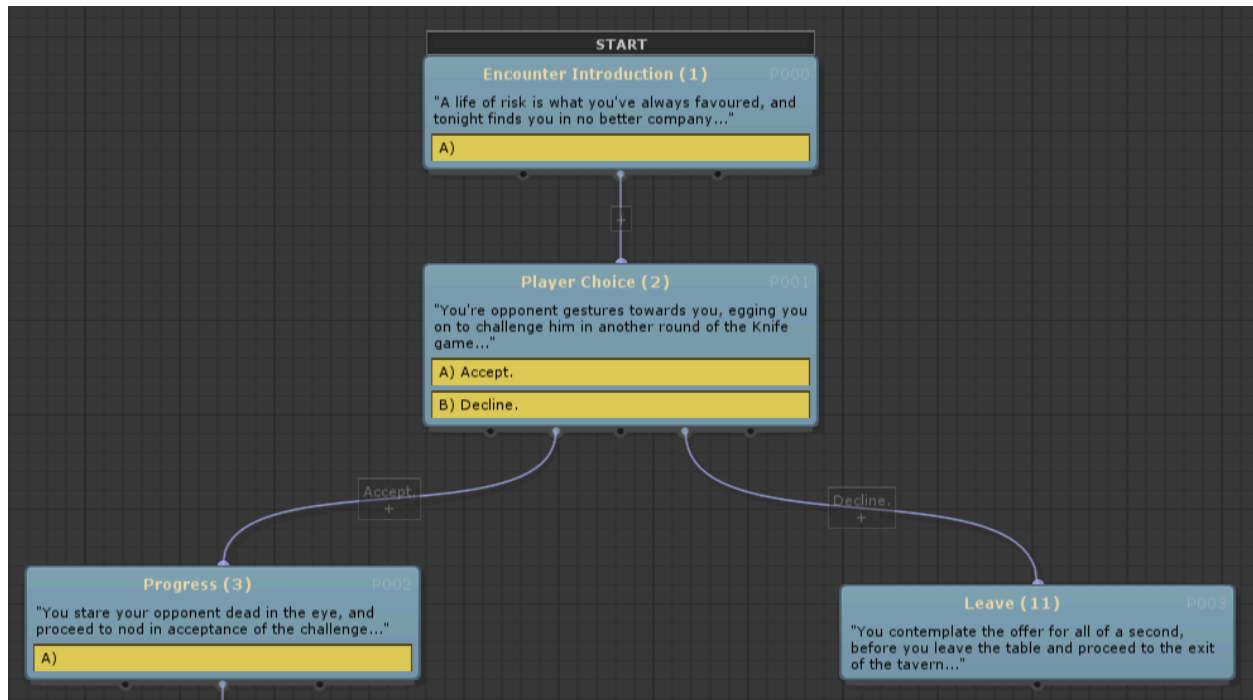 START
Encounter Introduction (1) P000
"A life of risk is what you've always favoured, and
tonight finds you in no better company..."
A)
+
Player Choice (2) P001
"You're opponent gestures towards you, egging you
on to challenge him in another round of the Knife
game..."
A) Accept.
B) Decline.
Accept.
+
Decline.
+
Progress (3) P002
"You stare your opponent dead in the eye, and
proceed to nod in acceptance of the challenge..."
A)
Leave (11) P003
"You contemplate the offer for all of a second,
before you leave the table and proceed to the exit
of the tavern..."